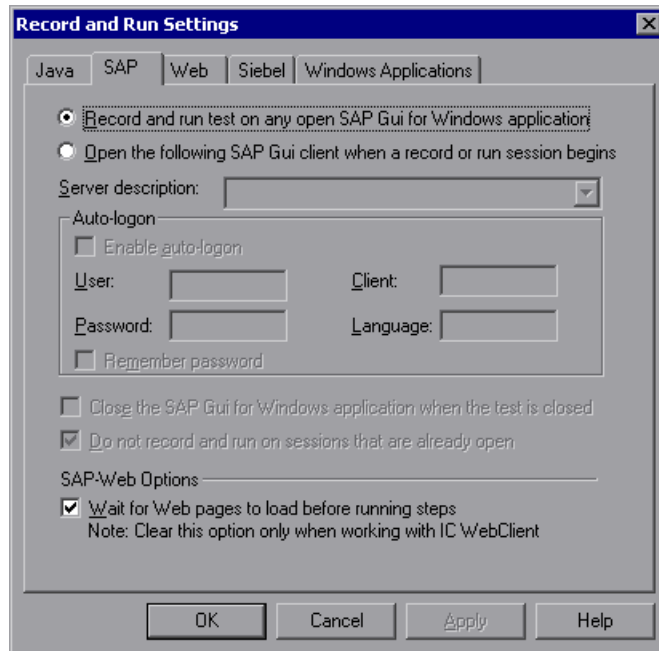 Record and Run Settings
Java SAP Web Siebel Windows Applications
Record and run test on any open SAP Gui for Windows application
Open the following SAP Gui client when a record or run session begins
Server description:
Auto-logon
Enable auto-logon
User: Client:
Password: Language:
Remember password
Close the SAP Gui for Windows application when the test is closed
Do not record and run on sessions that are already open
SAP-Web Options
Wait for Web pages to load before running steps
Note: Clear this option only when working with IC WebClient
OK Cancel Apply Help